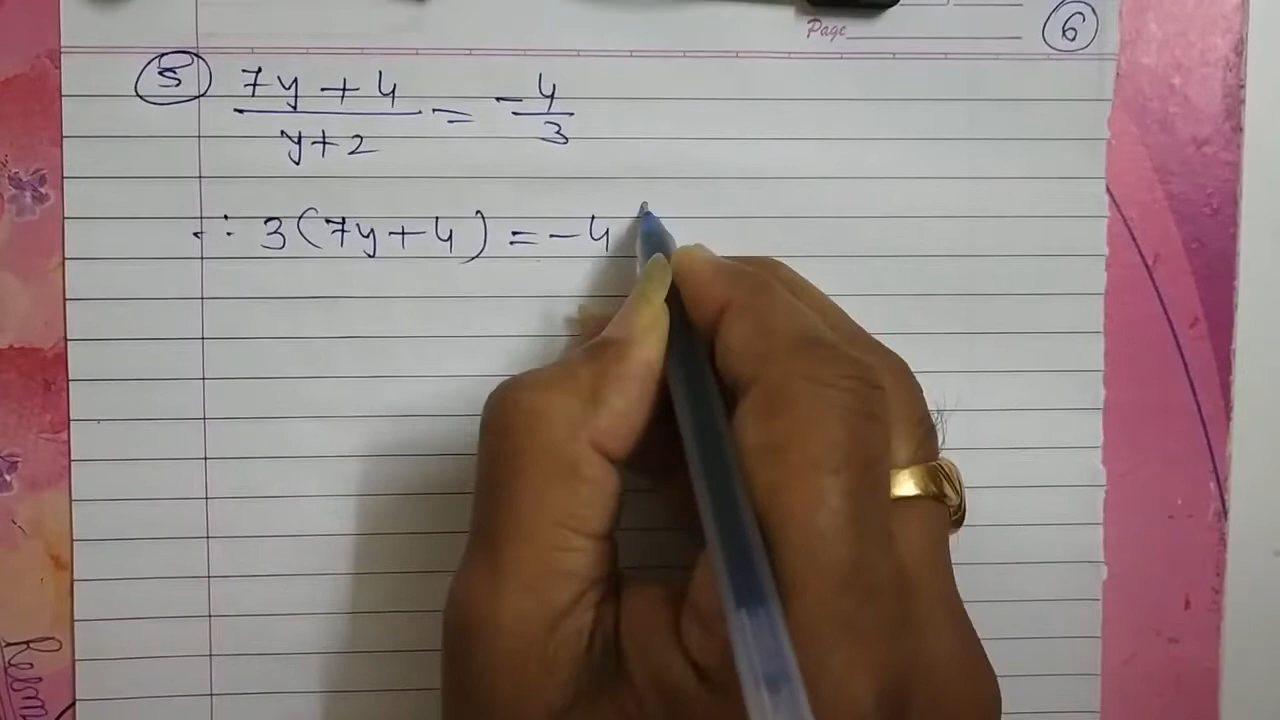 Page 6
5 7y+4/y+2 = -4/3
∴ 3(7y+4) = -4